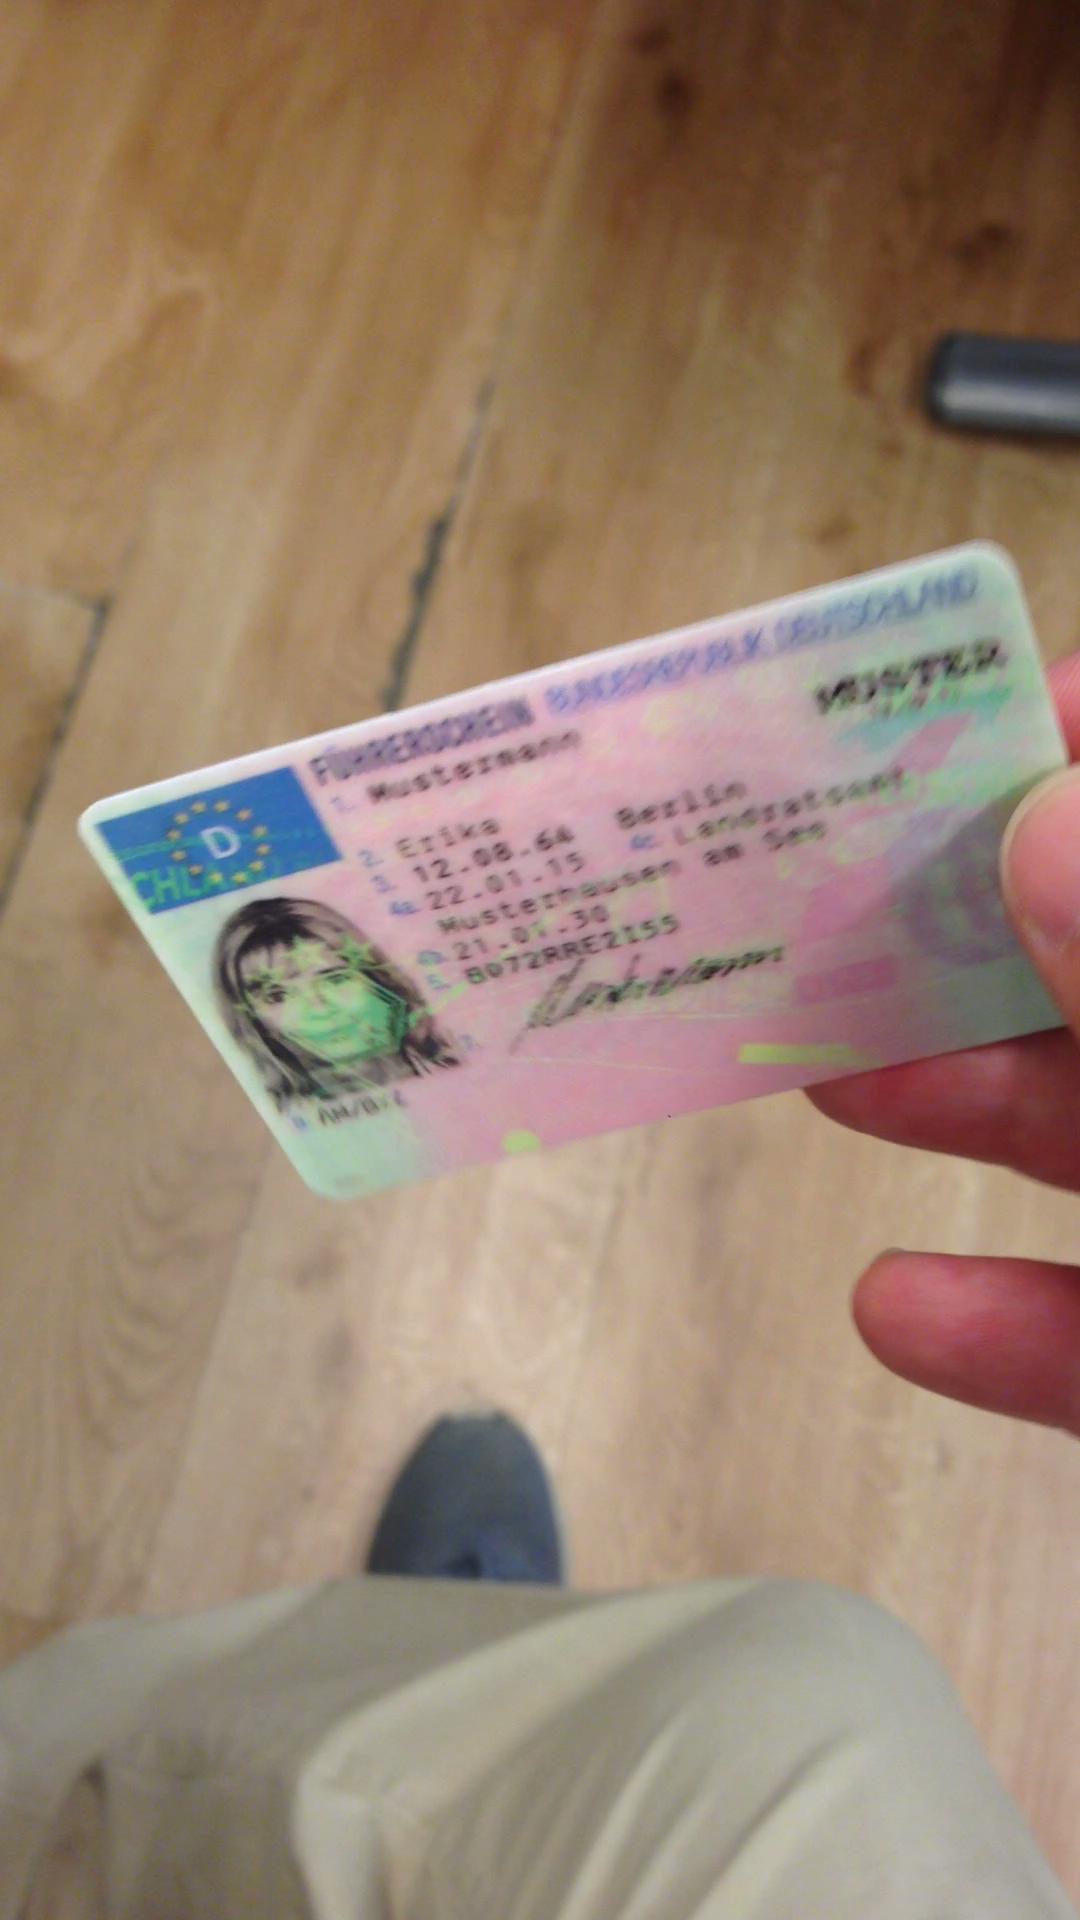 FÜHRERSCHEIN BUNDESREPUBLIK DEUTSCHLAND
MUSTER
D
CHLAND
1. Mustermann
2. Erika
3. 12.08.64 Berlin
4a. 22.01.15 4c. Landratsamt
Musterhausen am See
4b. 21.01.30
5. B072RRE2I55
7.
9. AM/B/L